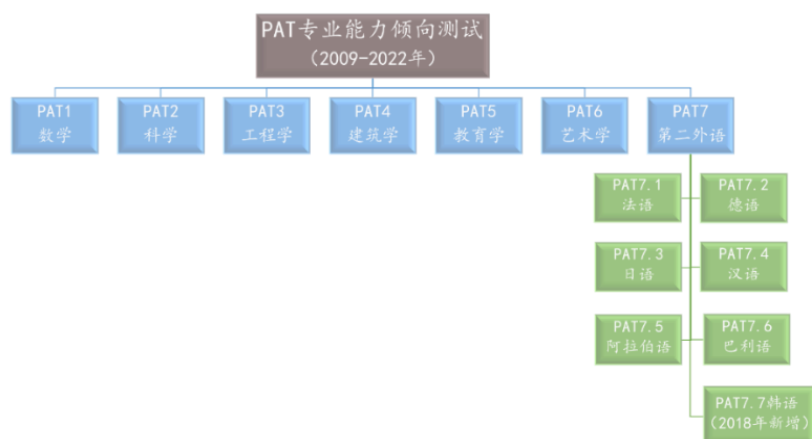 PAT专业能力倾向测试
(2009-2022年)
PAT1
数学
PAT2
科学
PAT3
工程学
PAT4
建筑学
PAT5
教育学
PAT6
艺术学
PAT7
第二外语
PAT7.1
法语
PAT7.2
德语
PAT7.3
日语
PAT7.4
汉语
PAT7.5
阿拉伯语
PAT7.6
巴利语
PAT7.7韩语
(2018年新增)